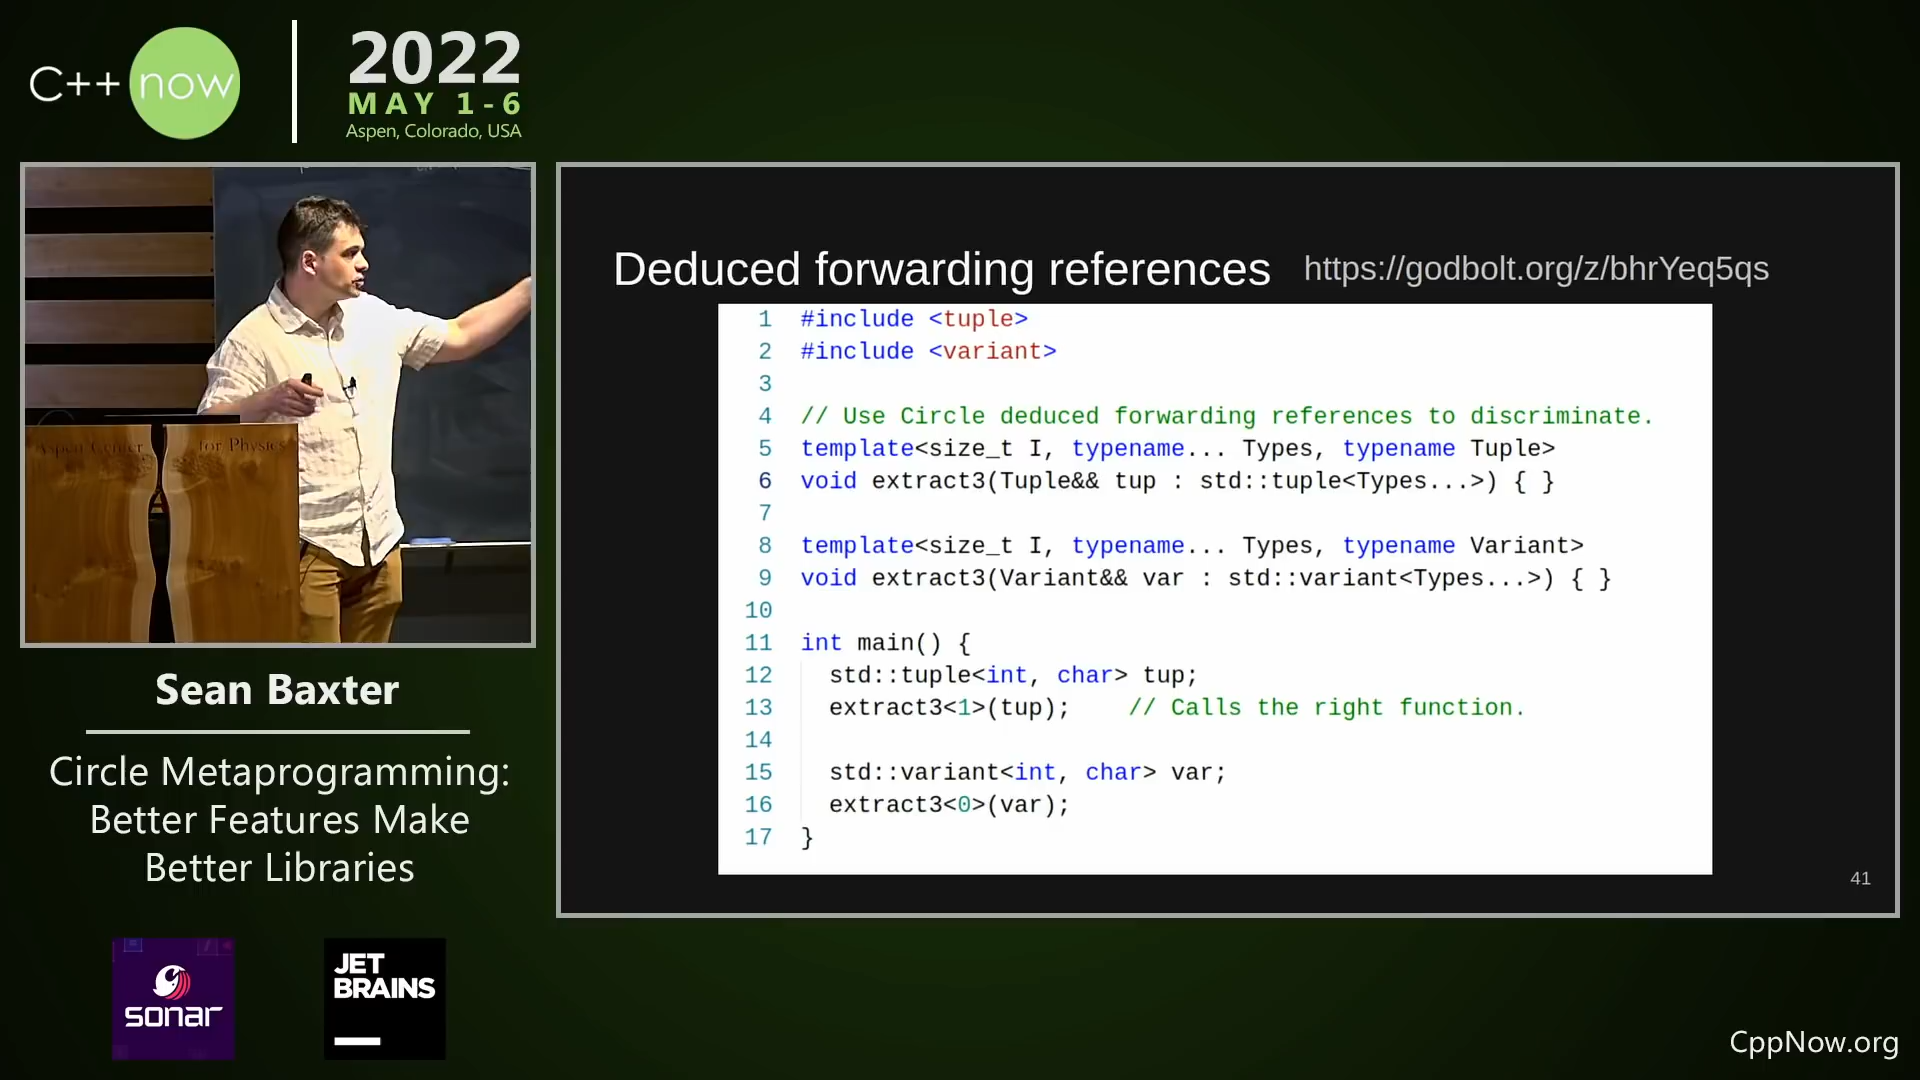 C++ now
2022
MAY 1-6
Aspen, Colorado, USA
Aspen Center for Physics
Sean Baxter
Circle Metaprogramming:
Better Features Make
Better Libraries
sonar
JET
BRAINS
Deduced forwarding references https://godbolt.org/z/bhrYeq5qs
1 #include <tuple>
2 #include <variant>
3
4 // Use Circle deduced forwarding references to discriminate.
5 template<size_t I, typename... Types, typename Tuple>
6 void extract3(Tuple&& tup : std::tuple<Types...>) { }
7
8 template<size_t I, typename... Types, typename Variant>
9 void extract3(Variant&& var : std::variant<Types...>) { }
10
11 int main() {
12   std::tuple<int, char> tup;
13   extract3<1>(tup);    // Calls the right function.
14
15   std::variant<int, char> var;
16   extract3<0>(var);
17 }
41
CppNow.org